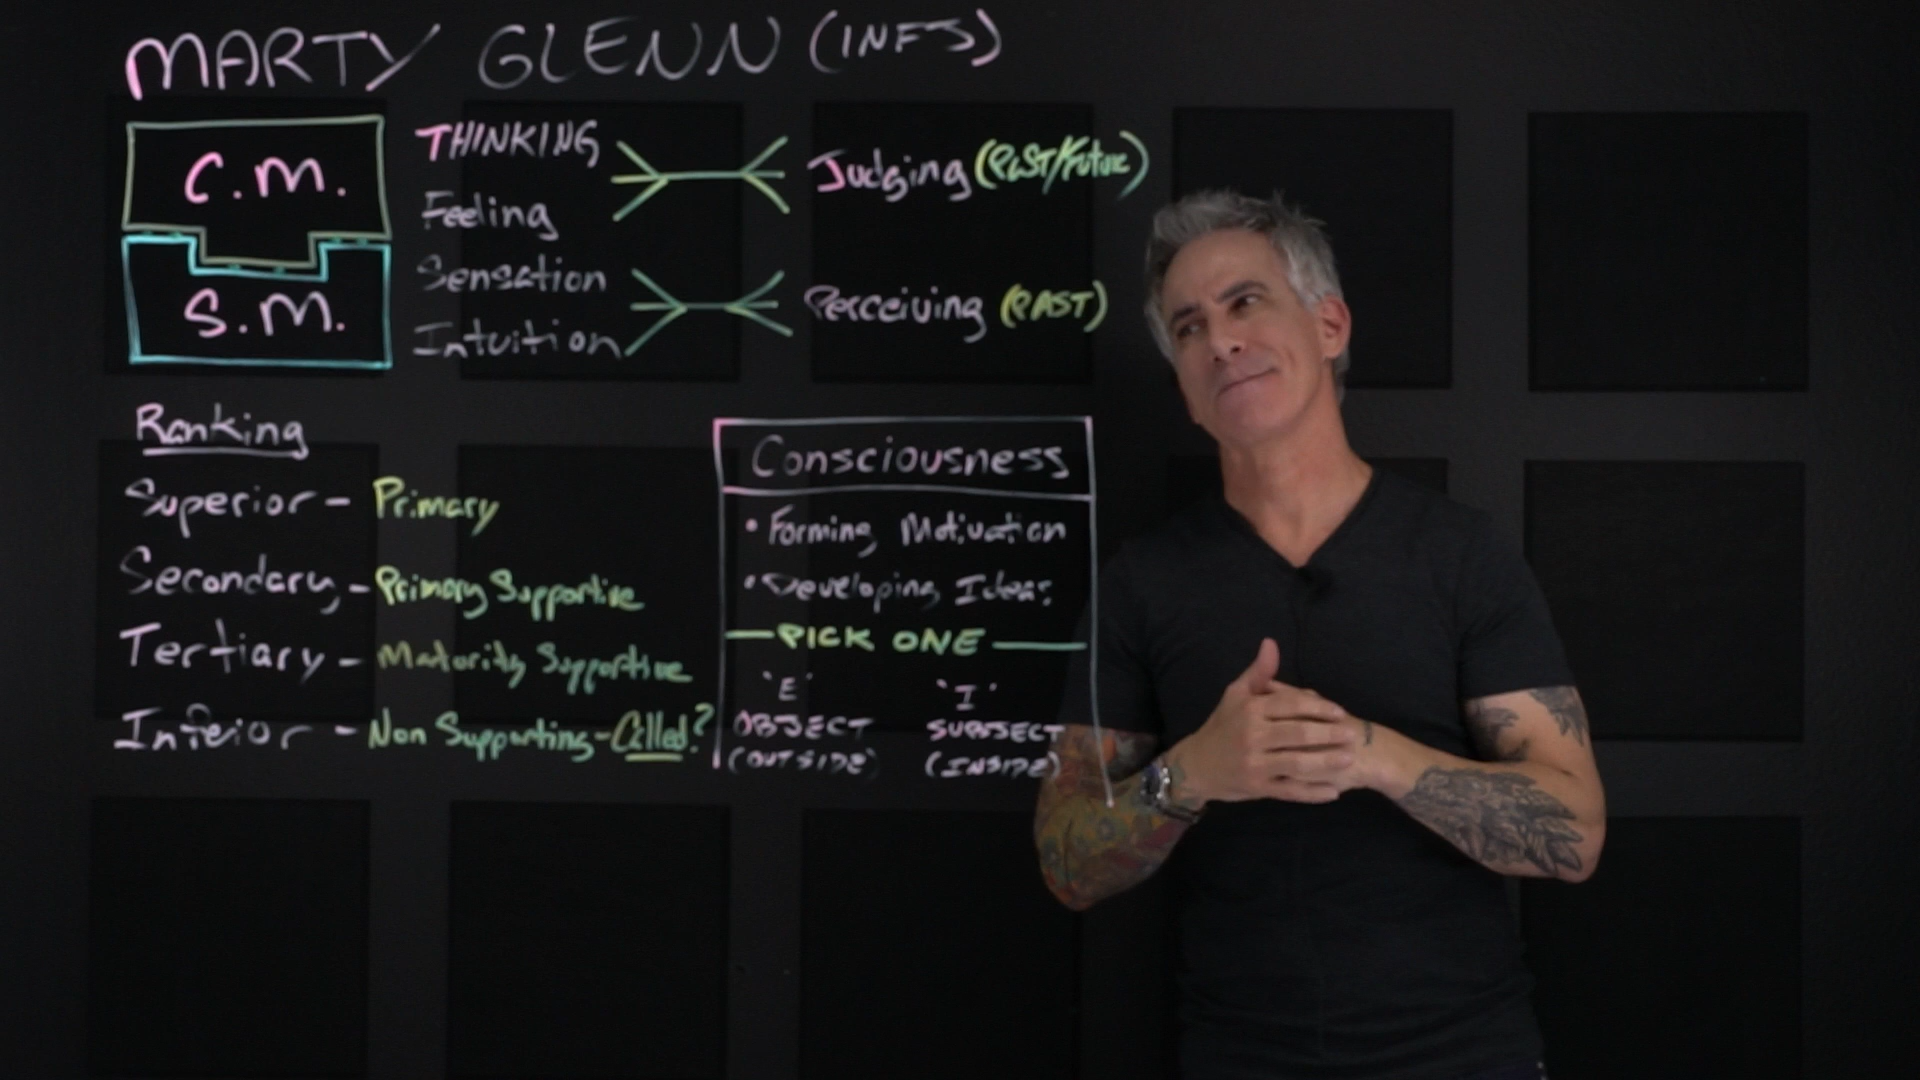 MARTY GLENN (INFJ)
C.M.
S.M.
THINKING
Feeling
Sensation
Intuition
Judging (PAST/Future)
Perceiving (PAST)
Ranking
Superior - Primary
Secondary - Primary Supportive
Tertiary - Maturity Supportive
Inferior - Non Supporting - Called?
Consciousness
• Forming Motivation
• Developing Ideas
— PICK ONE —
'E' 'I'
OBJECT SUBJECT
(OUTSIDE) (INSIDE)